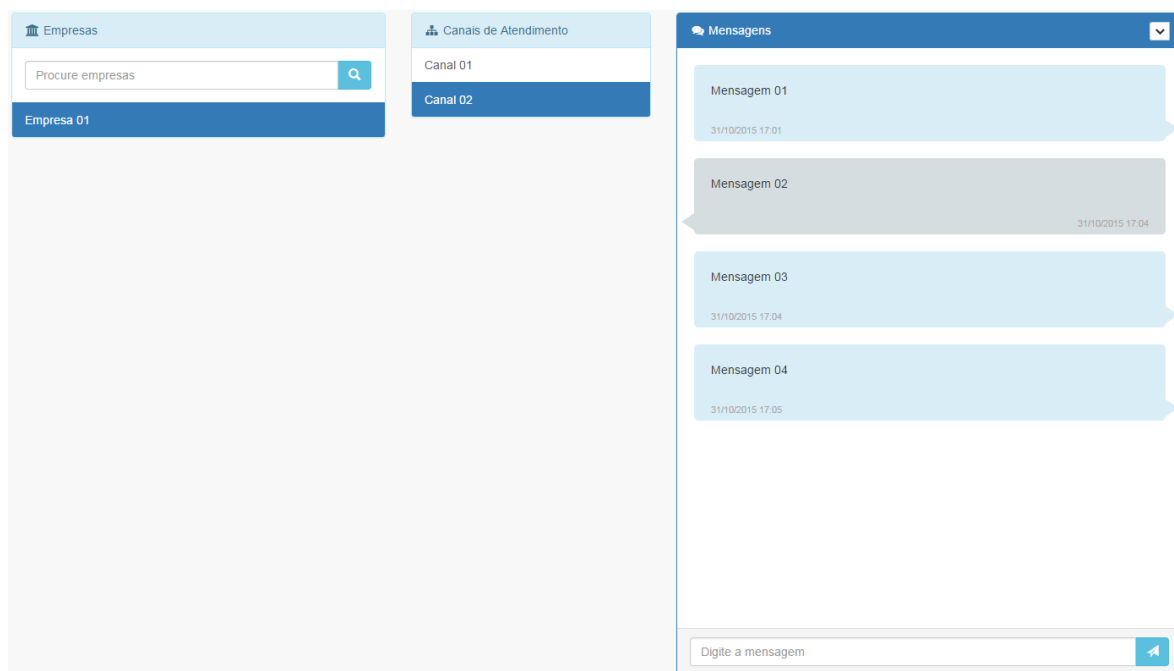 Empresas
Procure empresas
Empresa 01
Canais de Atendimento
Canal 01
Canal 02
Mensagens
Mensagem 01
31/10/2015 17:01
Mensagem 02
31/10/2015 17:04
Mensagem 03
31/10/2015 17:04
Mensagem 04
31/10/2015 17:05
Digite a mensagem